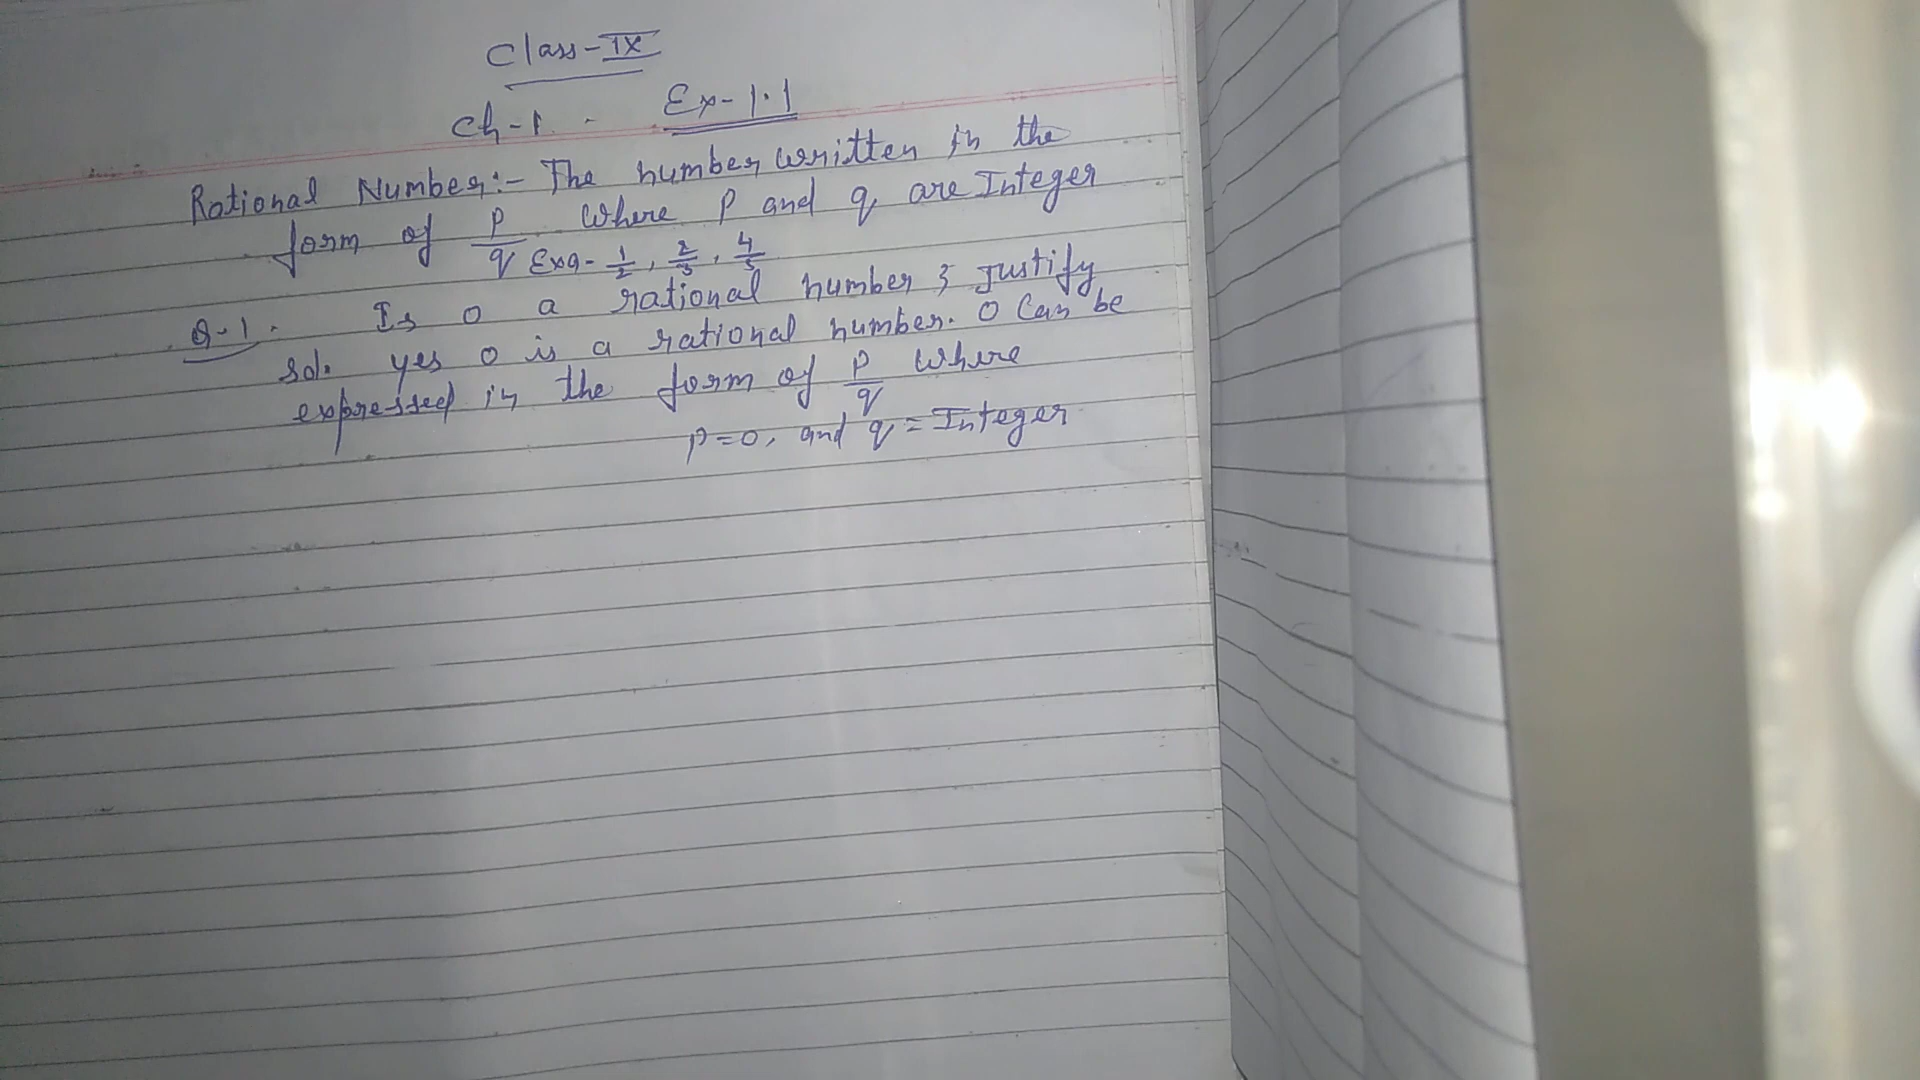 Class-IX
Ch-1. - Ex-1.1
Rational Number:- The number written in the
form of p/q where p and q are Integer
Exa- 1/2, 2/3, 4/5
Q-1. Is 0 a rational number ; Justify
Sol. yes 0 is a rational number. 0 Can be
expressed in the form of p/q where
p=0, and q = Integer